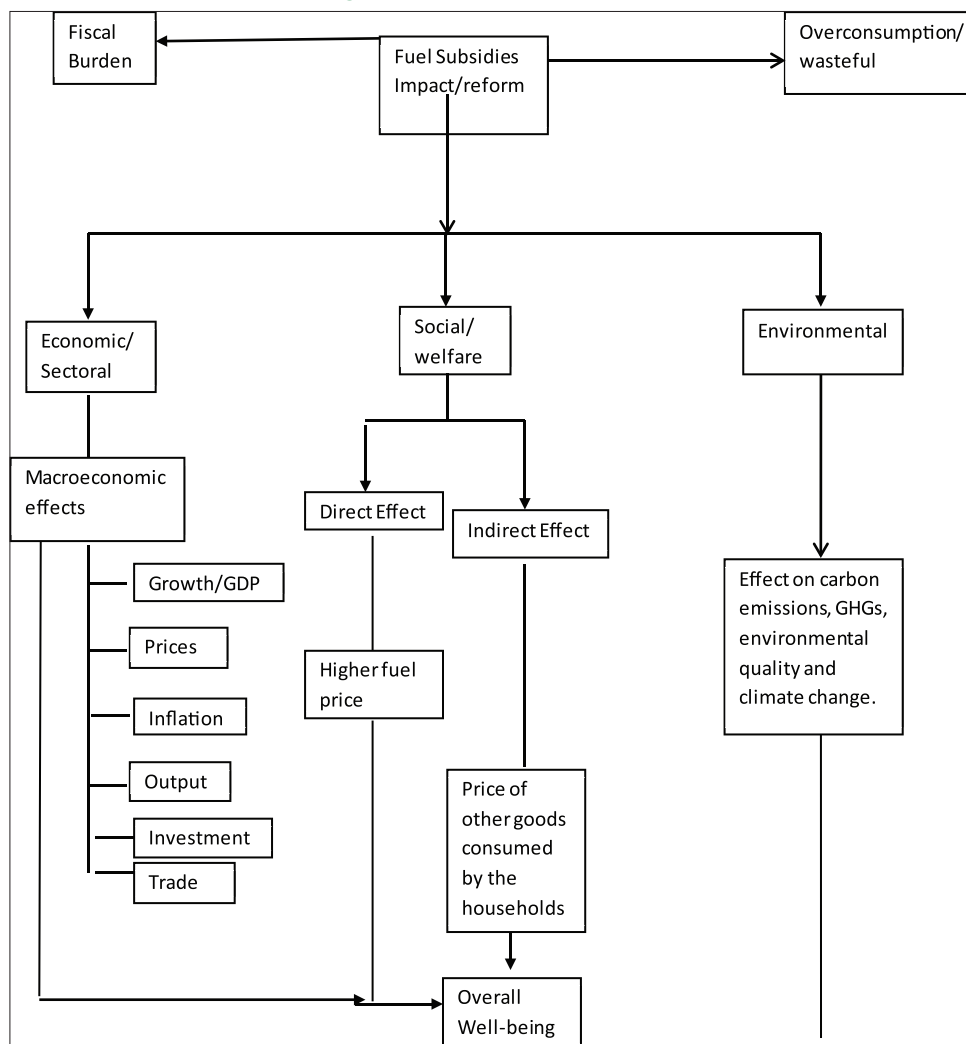 Fiscal
Burden
Fuel Subsidies
Impact/reform
Overconsumption/
wasteful
Economic/
Sectoral
Social/
welfare
Environmental
Macroeconomic
effects
Direct Effect
Indirect Effect
Growth/GDP
Prices
Inflation
Output
Investment
Trade
Higher fuel
price
Price of
other goods
consumed
by the
households
Effect on carbon
emissions, GHGs,
environmental
quality and
climate change.
Overall
Well-being